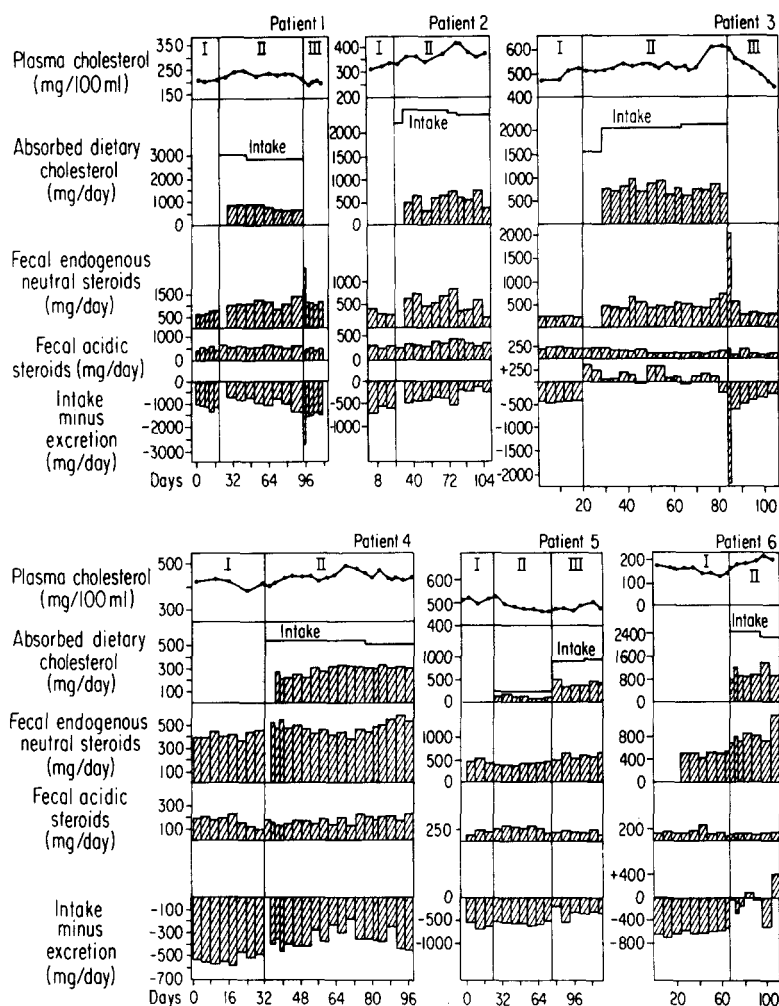 Patient 1
Patient 2
Patient 3
I II III
I II
I II III
Plasma cholesterol
(mg/100ml)
350
250
150
400
300
200
600
500
400
Absorbed dietary
cholesterol
(mg/day)
Intake
3000
2000
1000
0
Intake
2000
1500
1000
500
0
Intake
2000
1500
1000
500
0
Fecal endogenous
neutral steroids
(mg/day)
1500
1000
500
1000
500
2000
1500
1000
500
Fecal acidic
steroids (mg/day)
1000
500
0
500
0
250
Intake
minus
excretion
(mg/day)
0
-1000
-2000
-3000
0
-500
-1000
+250
0
-500
-1000
-1500
-2000
Days
0 32 64 96
8 40 72 104
0 20 40 60 80 100
Patient 4
Patient 5
Patient 6
I II
I II III
I II
Plasma cholesterol
(mg/100ml)
500
400
300
600
500
400
200
100
0
Absorbed dietary
cholesterol
(mg/day)
Intake
500
300
100
Intake
1000
500
0
Intake
2400
1600
800
0
Fecal endogenous
neutral steroids
(mg/day)
500
300
100
1000
500
0
800
400
0
Fecal acidic
steroids
(mg/day)
300
100
250
200
Intake
minus
excretion
(mg/day)
-100
-300
-500
-700
0
-500
-1000
+400
0
-400
-800
Days
0 16 32 48 64 80 96
0 32 64 96
20 60 100